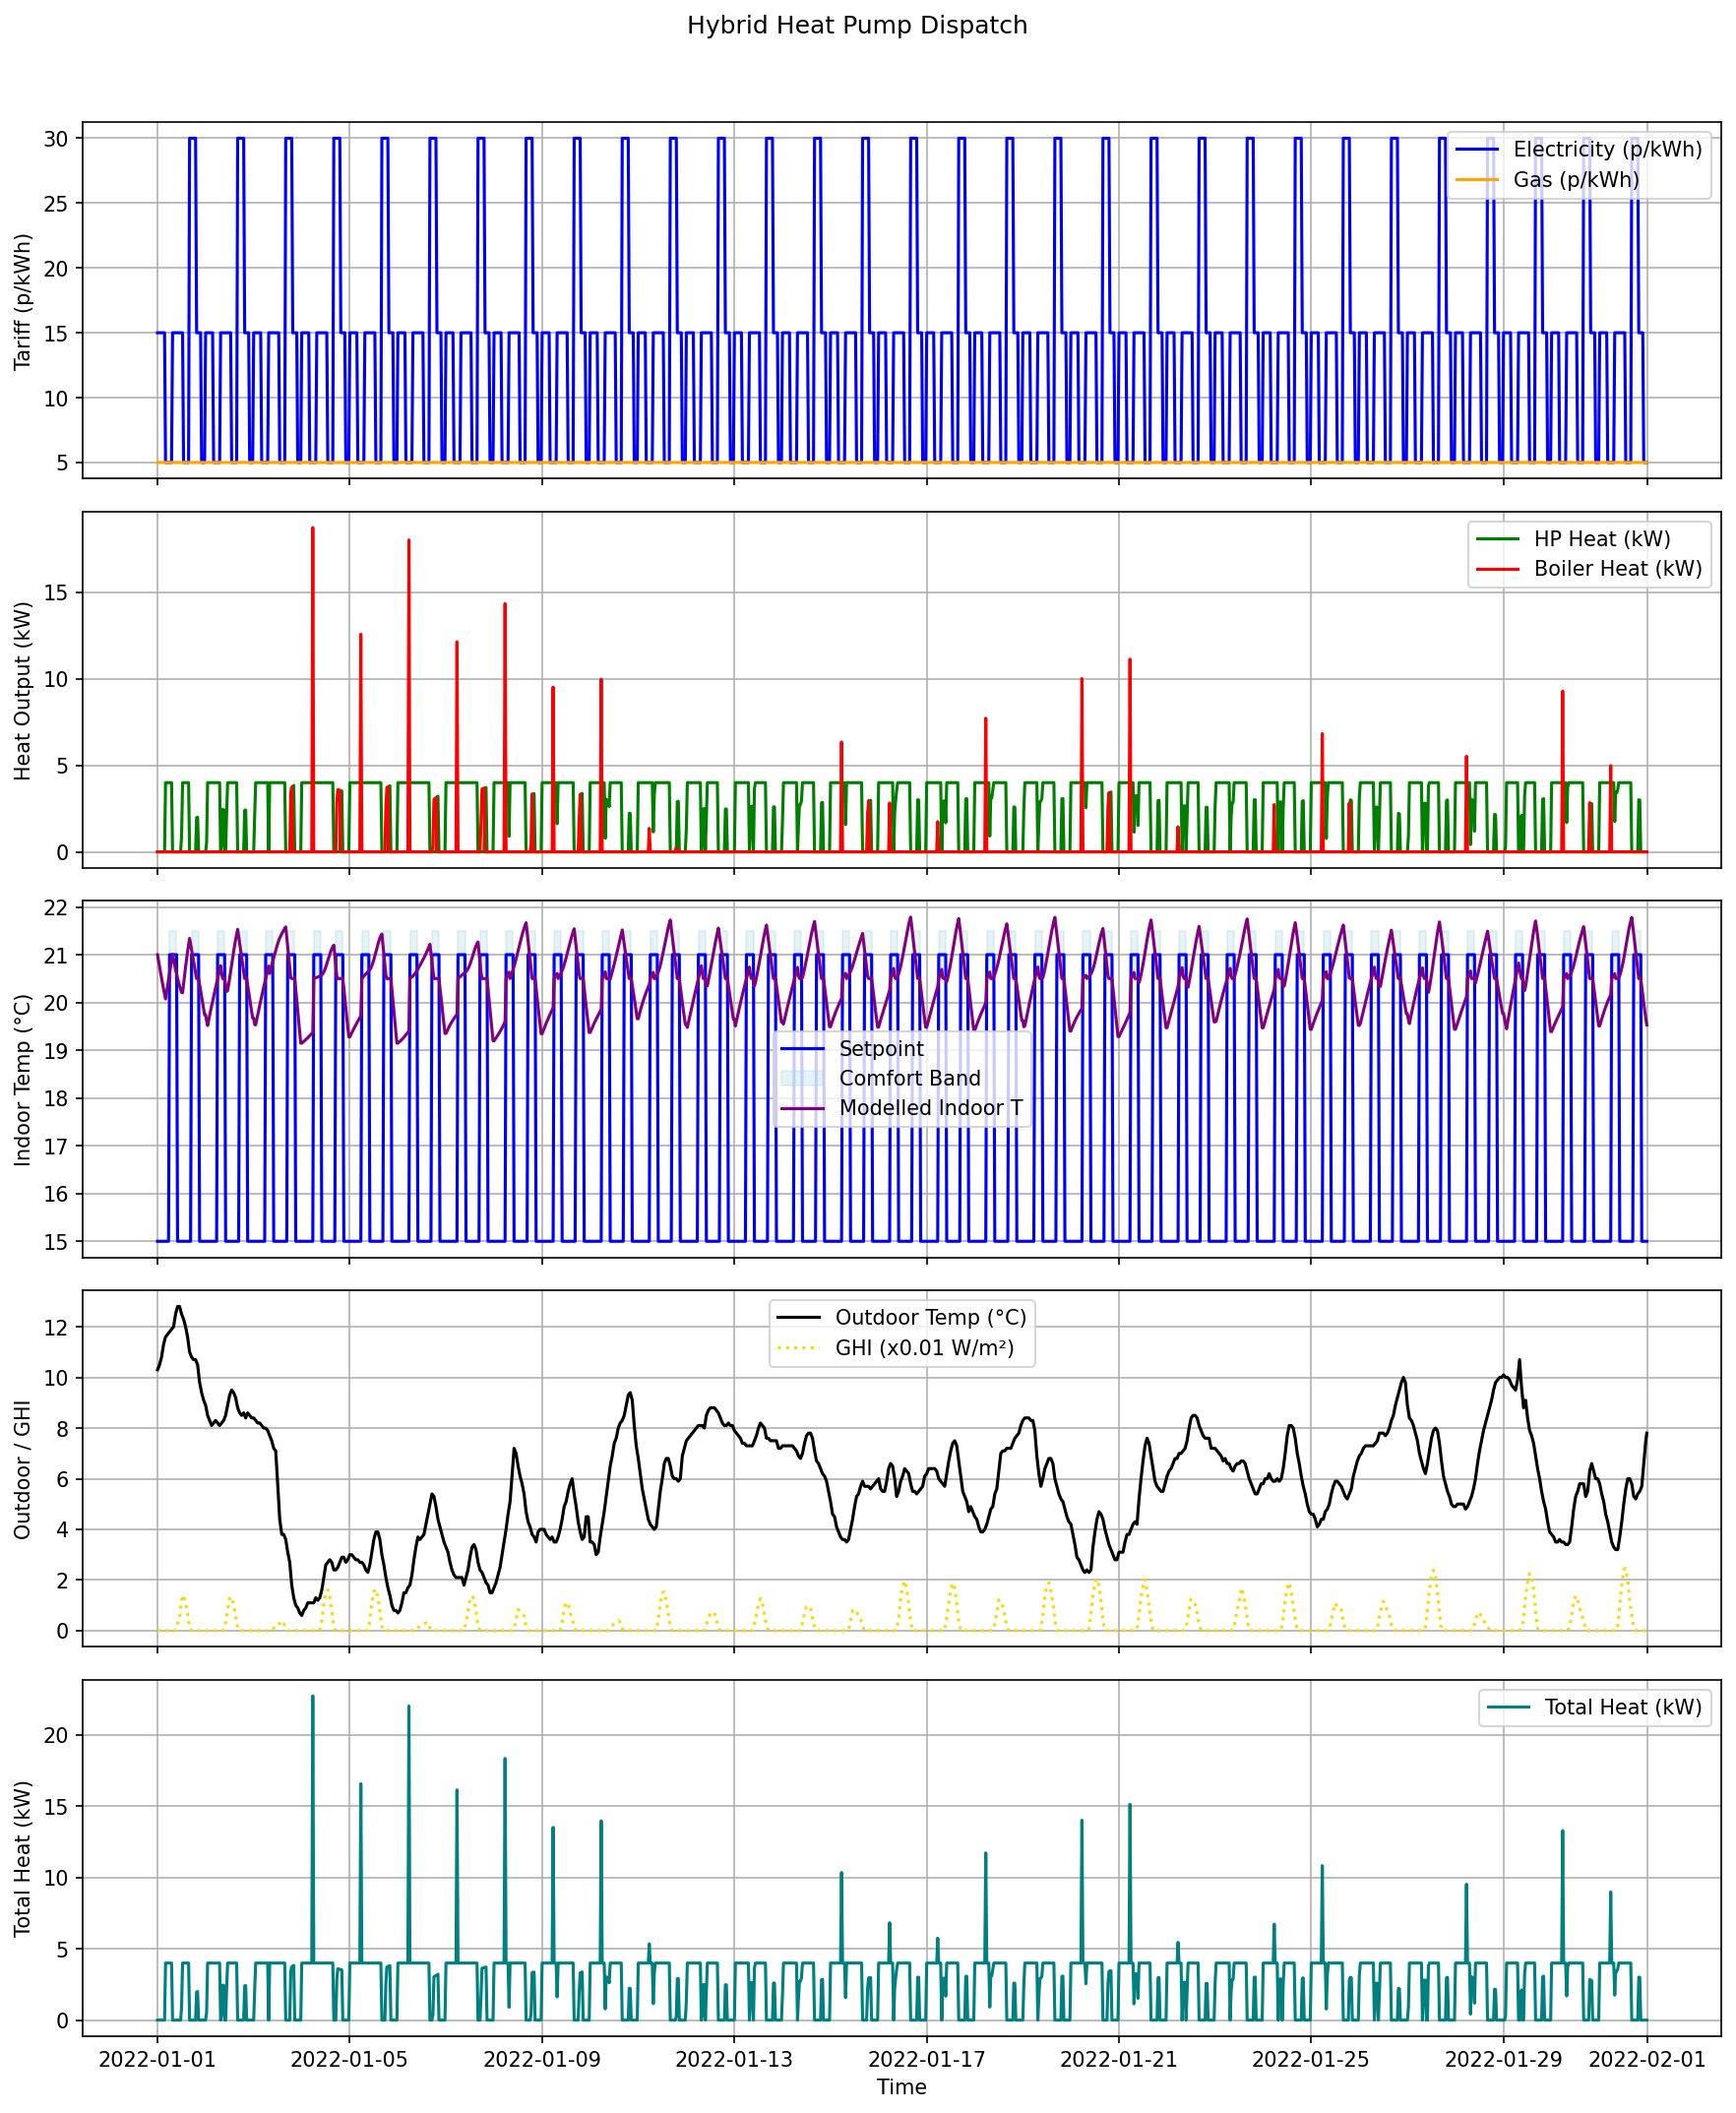 Hybrid Heat Pump Dispatch
Tariff (p/kWh)
30
25
20
15
10
5
Electricity (p/kWh)
Gas (p/kWh)
Heat Output (kW)
15
10
5
0
HP Heat (kW)
Boiler Heat (kW)
Indoor Temp (°C)
22
21
20
19
18
17
16
15
Setpoint
Comfort Band
Modelled Indoor T
Outdoor / GHI
12
10
8
6
4
2
0
Outdoor Temp (°C)
GHI (x0.01 W/m²)
Total Heat (kW)
20
15
10
5
0
Total Heat (kW)
2022-01-01
2022-01-05
2022-01-09
2022-01-13
2022-01-17
2022-01-21
2022-01-25
2022-01-29
2022-02-01
Time